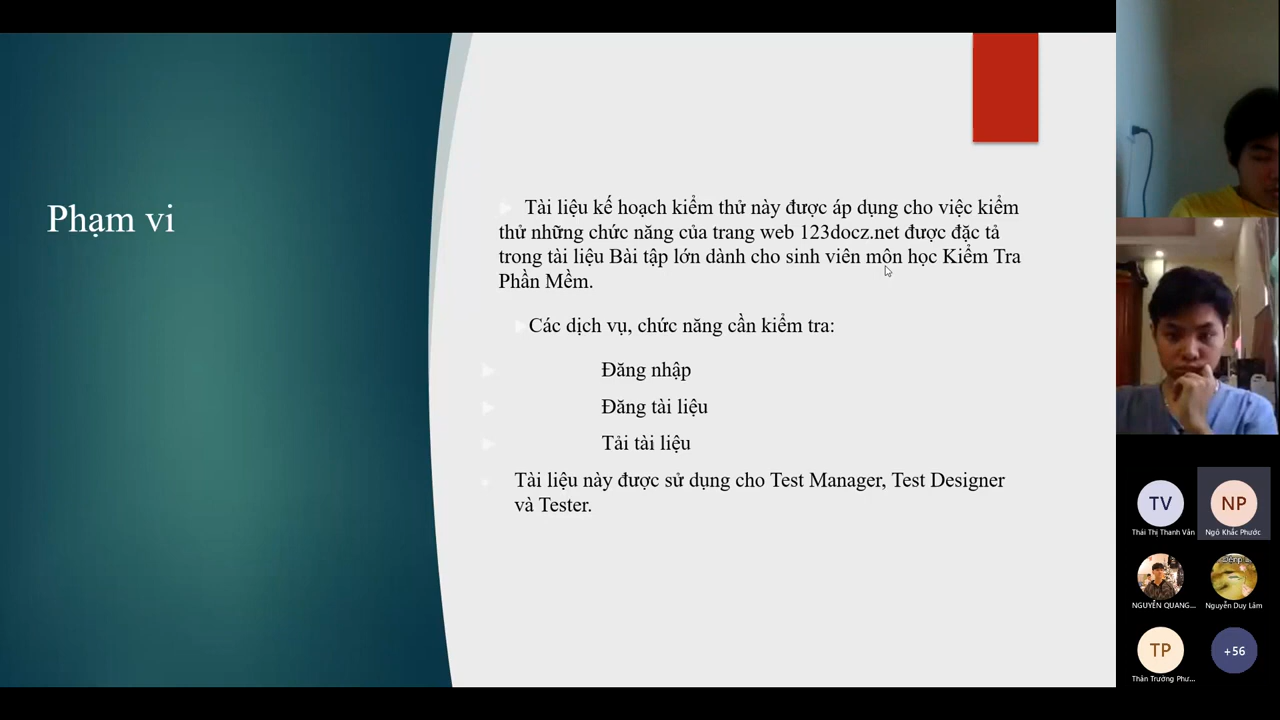 Phạm vi
Tài liệu kế hoạch kiểm thử này được áp dụng cho việc kiểm
thử những chức năng của trang web 123docz.net được đặc tả
trong tài liệu Bài tập lớn dành cho sinh viên môn học Kiểm Tra
Phần Mềm.
Các dịch vụ, chức năng cần kiểm tra:
Đăng nhập
Đăng tài liệu
Tải tài liệu
Tài liệu này được sử dụng cho Test Manager, Test Designer
và Tester.
TV
Thái Thị Thanh Vân
NP
Ngô Khắc Phước
NGUYỄN QUANG...
Nguyễn Duy Lâm
TP
Thân Trường Phư...
+56